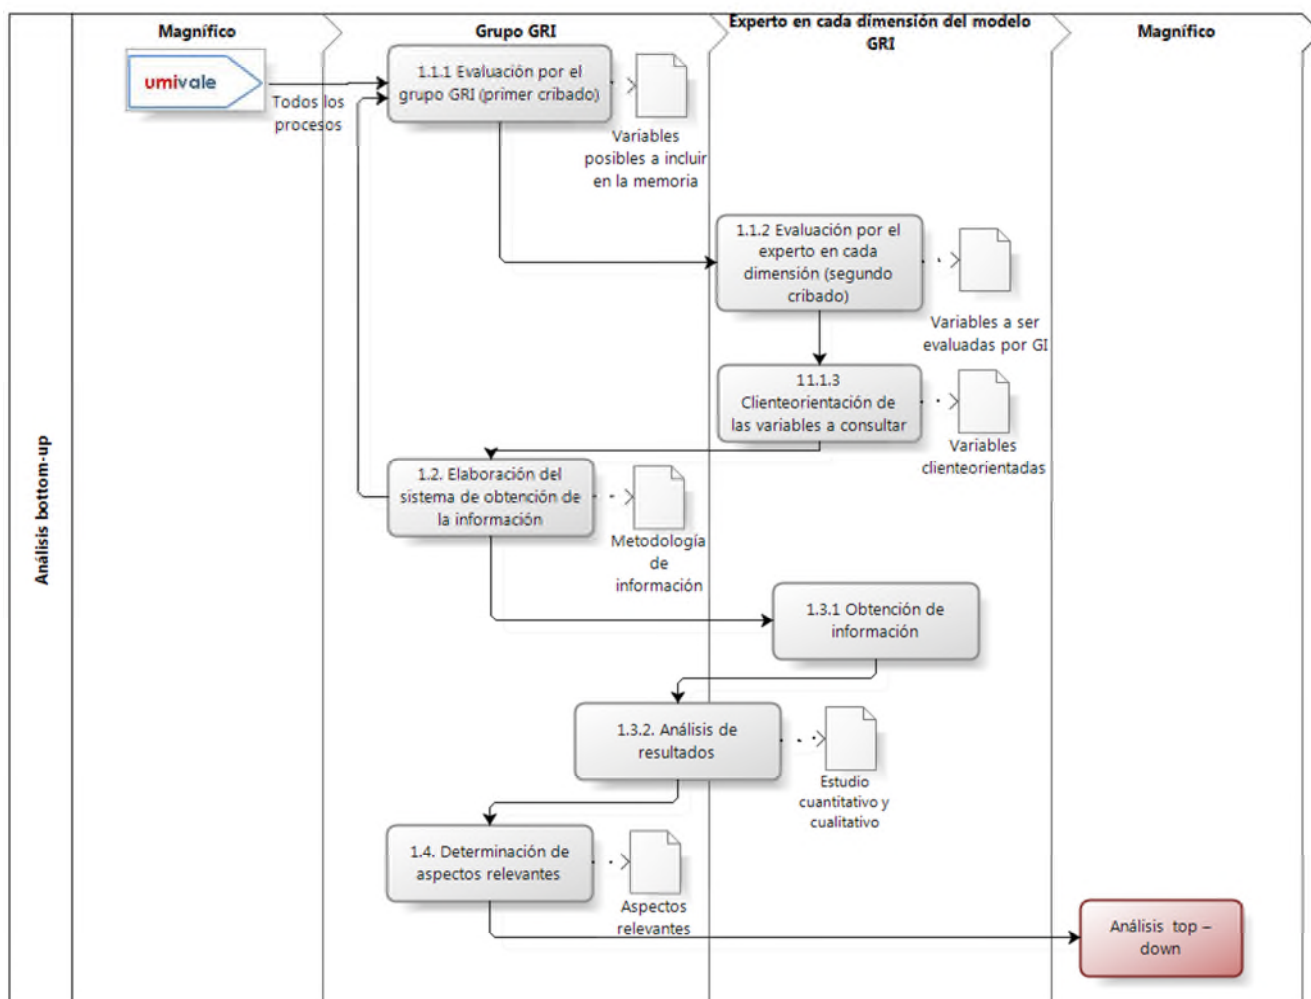 Magnífico
Grupo GRI
Experto en cada dimensión del modelo
GRI
Magnífico
Análisis bottom-up
umivale
Todos los
procesos
1.1.1 Evaluación por el
grupo GRI (primer cribado)
Variables
posibles a incluir
en la memoria
1.1.2 Evaluación por el
experto en cada
dimensión (segundo
cribado)
Variables a ser
evaluadas por GI
11.1.3
Clienteorientación de
las variables a consultar
Variables
clienteorientadas
1.2. Elaboración del
sistema de obtención de
la información
Metodología
de
información
1.3.1 Obtención de
información
1.3.2. Análisis de
resultados
Estudio
cuantitativo y
cualitativo
1.4. Determinación de
aspectos relevantes
Aspectos
relevantes
Análisis top –
down